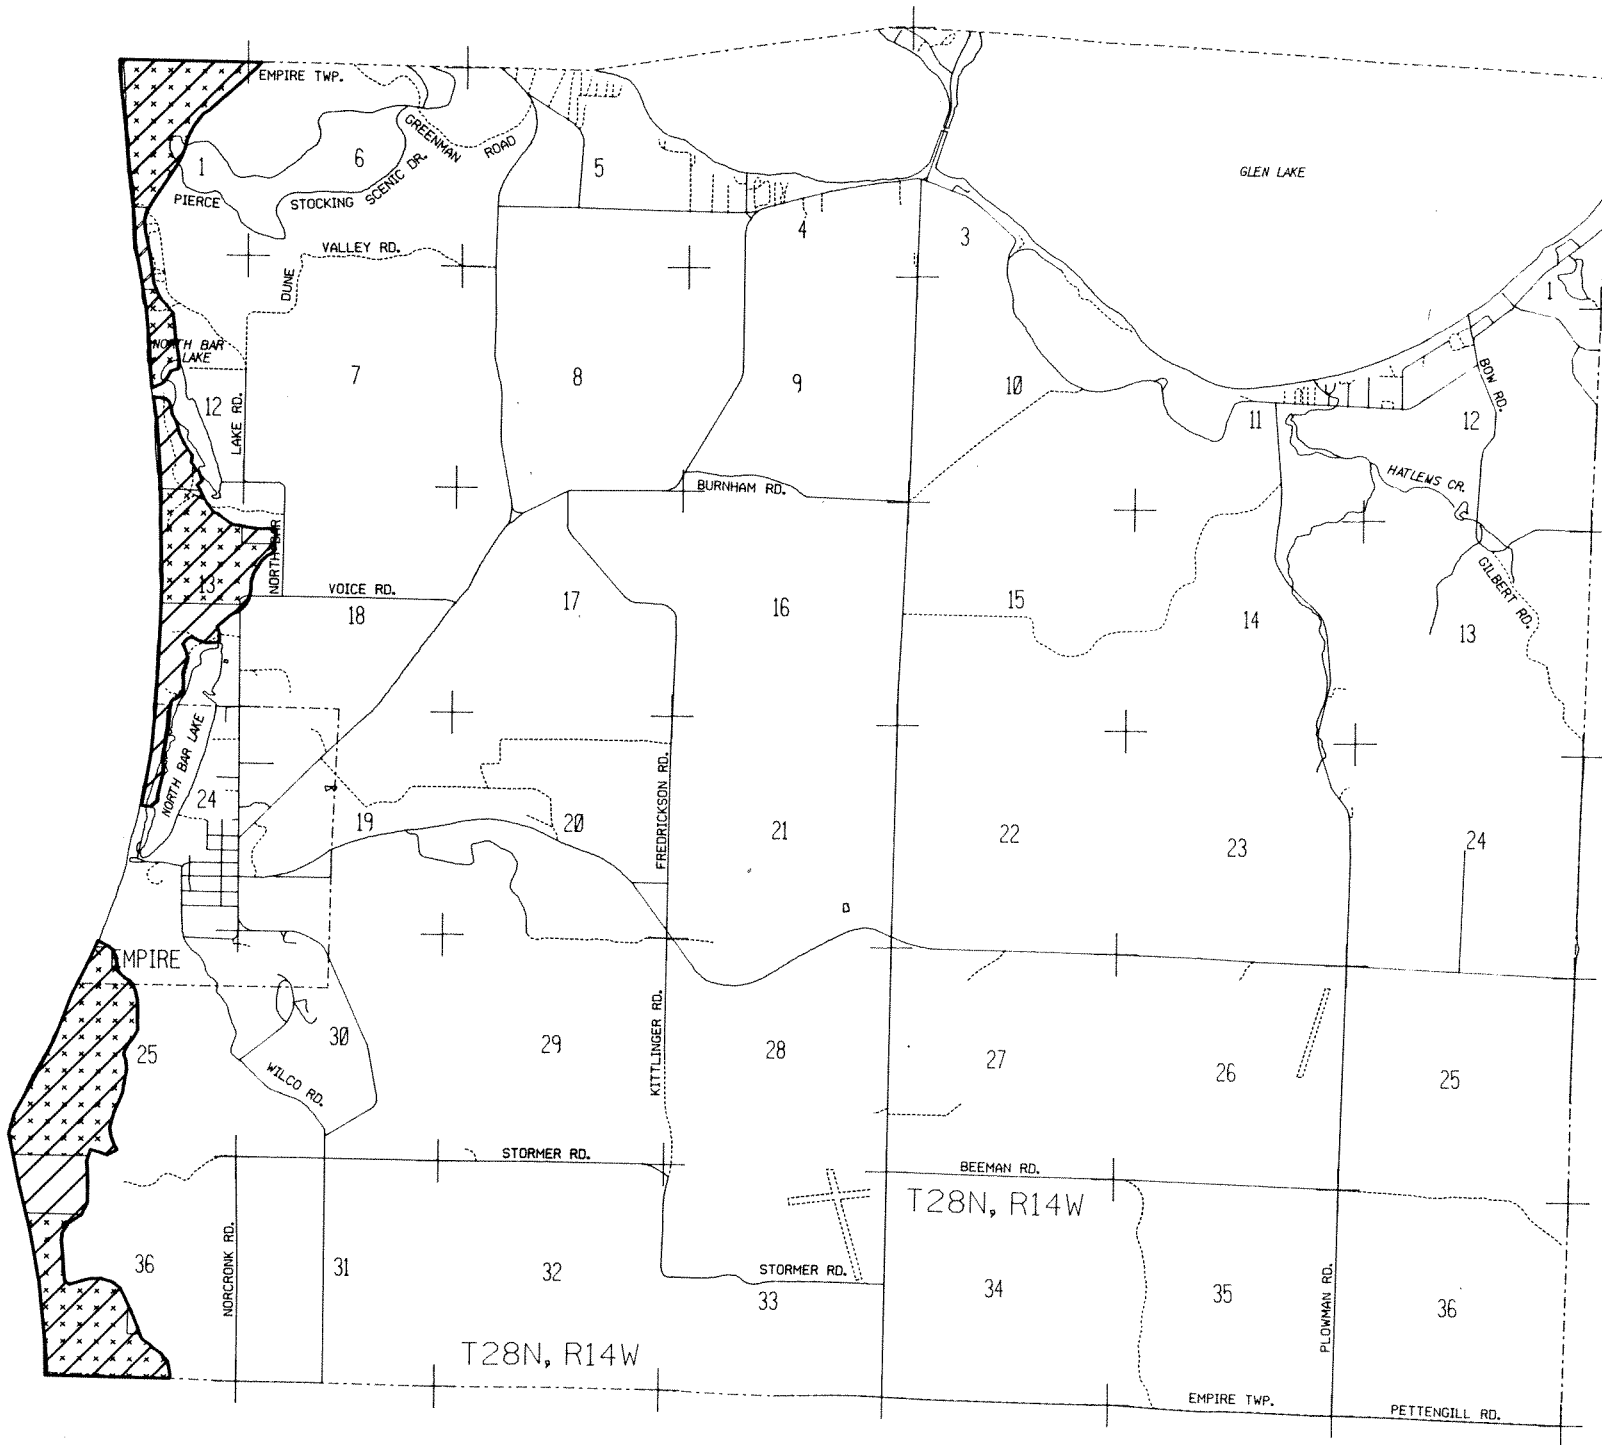 EMPIRE TWP.
GREENMAN
ROAD
6
1
5
SCENIC DR.
GLEN LAKE
PIERCE
STOCKING
4
3
VALLEY RD.
DUNE
1
NORTH BAR
LAKE
7
8
9
10
BOW RD.
12
LAKE RD.
11
12
HATLEMS CR.
BURNHAM RD.
NORTH BAR
13
VOICE RD.
GILBERT RD.
18
17
16
15
14
13
NORTH BAR LAKE
FREDRICKSON RD.
24
19
20
21
22
23
24
EMPIRE
25
30
29
28
27
26
25
KITTLINGER RD.
WILCO RD.
STORMER RD.
BEEMAN RD.
T28N, R14W
NORCRONK RD.
36
31
32
STORMER RD.
33
34
35
36
PLOWMAN RD.
T28N, R14W
EMPIRE TWP.
PETTENGILL RD.